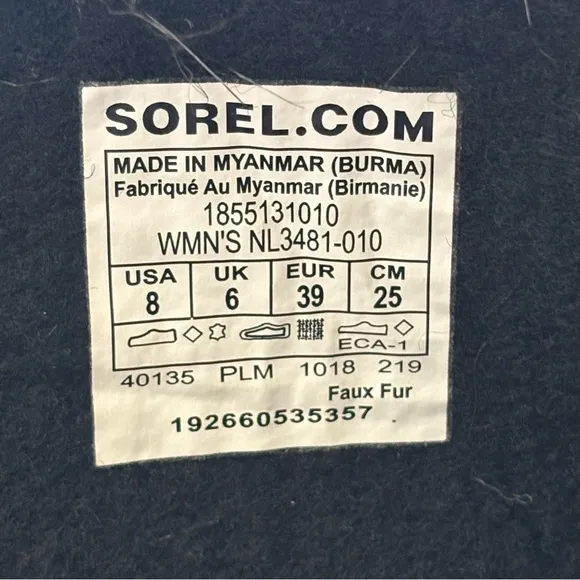 SOREL.COM
MADE IN MYANMAR (BURMA)
Fabriqué Au Myanmar (Birmanie)
1855131010
WMN'S NL3481-010
USA UK EUR CM
8 6 39 25
ECA-1
40135 PLM 1018 219
Faux Fur
192660535357